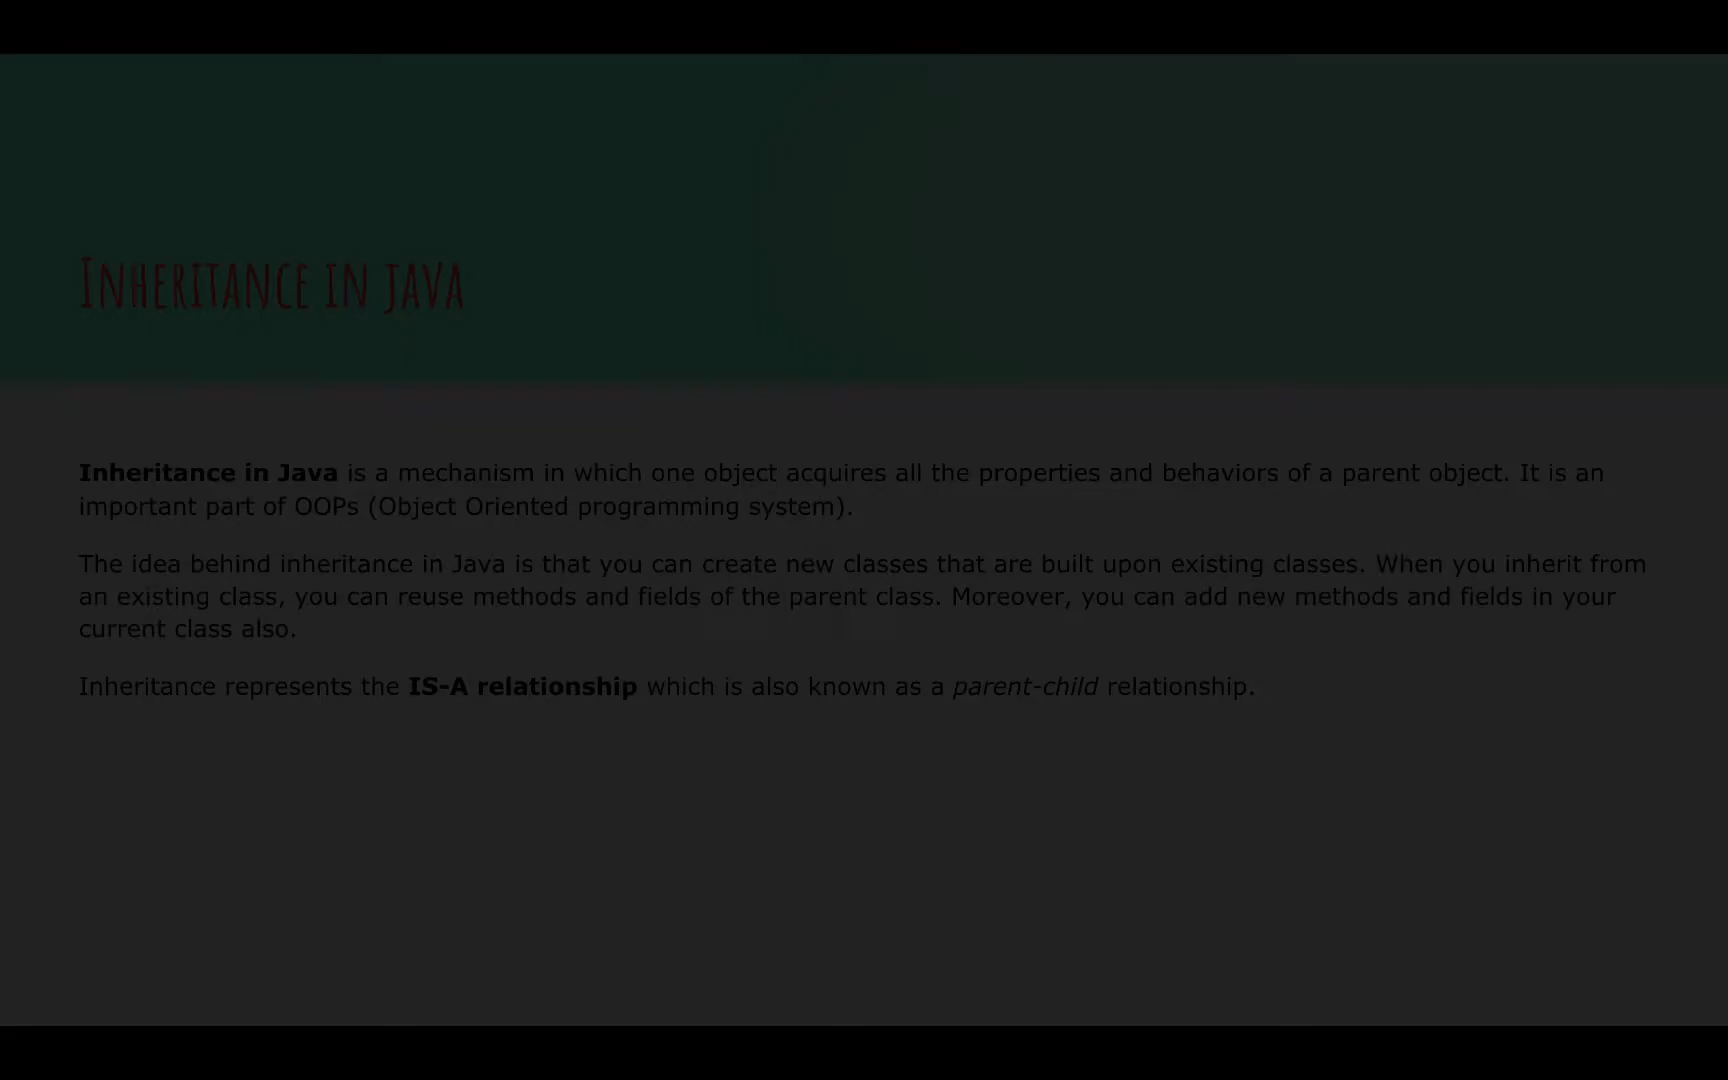 Inheritance in java
Inheritance in Java is a mechanism in which one object acquires all the properties and behaviors of a parent object. It is an
important part of OOPs (Object Oriented programming system).
The idea behind inheritance in Java is that you can create new classes that are built upon existing classes. When you inherit from
an existing class, you can reuse methods and fields of the parent class. Moreover, you can add new methods and fields in your
current class also.
Inheritance represents the IS-A relationship which is also known as a parent-child relationship.